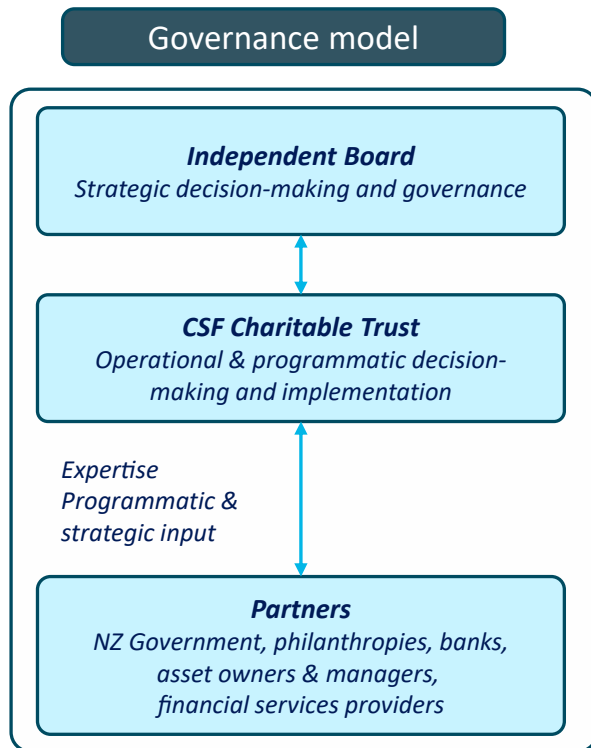 Governance model
Independent Board
Strategic decision-making and governance
CSF Charitable Trust
Operational & programmatic decision-
making and implementation
Expertise
Programmatic &
strategic input
Partners
NZ Government, philanthropies, banks,
asset owners & managers,
financial services providers